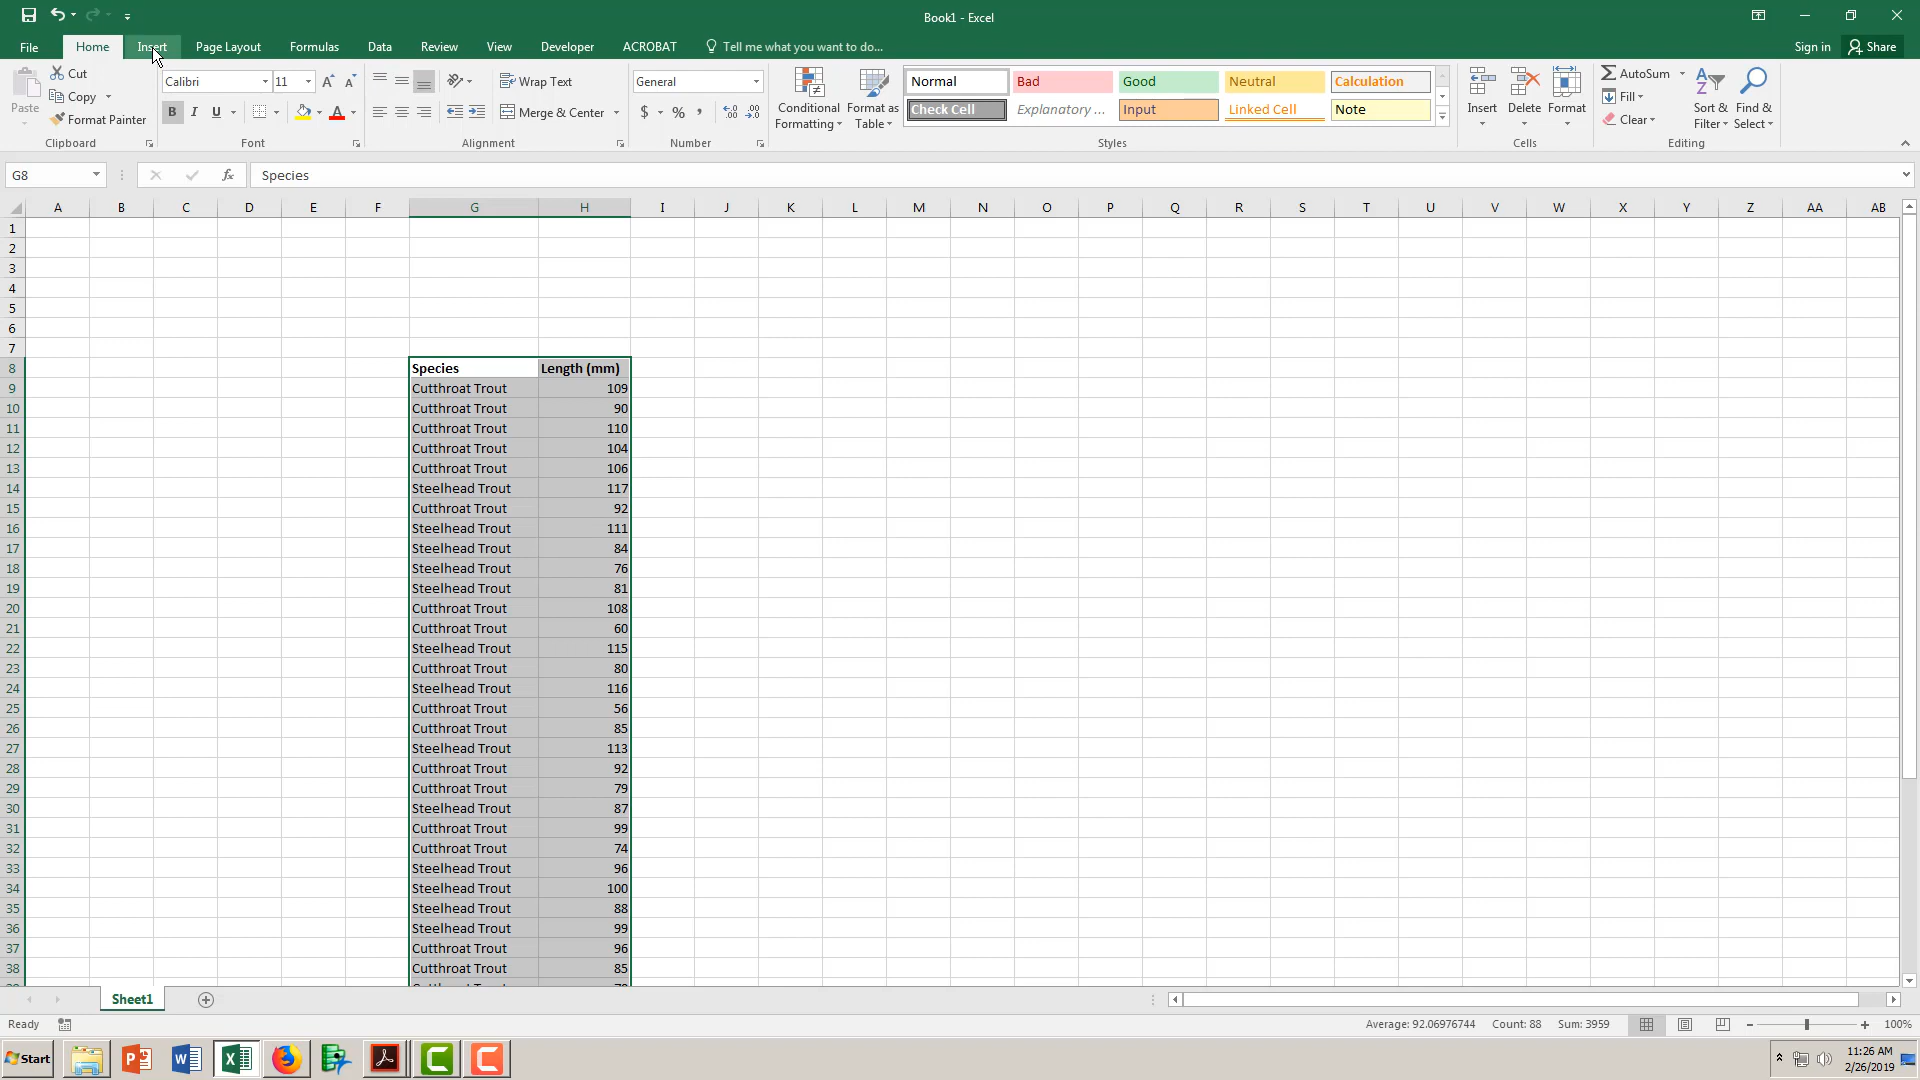 Book1 - Excel
File Home Insert Page Layout Formulas Data Review View Developer ACROBAT Tell me what you want to do... Sign in Share
Paste Cut Copy Format Painter Clipboard
Calibri 11 B I U A Font
Wrap Text Merge & Center Alignment
General $ % Number
Conditional Formatting Format as Table
Normal Bad Good Neutral Calculation
Check Cell Explanatory ... Input Linked Cell Note
Styles
Insert Delete Format Cells
AutoSum Fill Clear Sort & Filter Find & Select Editing
G8 fx Species
A B C D E F G H I J K L M N O P Q R S T U V W X Y Z AA AB
1
2
3
4
5
6
7
8 Species Length (mm)
9 Cutthroat Trout 109
10 Cutthroat Trout 90
11 Cutthroat Trout 110
12 Cutthroat Trout 104
13 Cutthroat Trout 106
14 Steelhead Trout 117
15 Cutthroat Trout 92
16 Steelhead Trout 111
17 Steelhead Trout 84
18 Steelhead Trout 76
19 Steelhead Trout 81
20 Cutthroat Trout 108
21 Cutthroat Trout 60
22 Steelhead Trout 115
23 Cutthroat Trout 80
24 Steelhead Trout 116
25 Cutthroat Trout 56
26 Cutthroat Trout 85
27 Steelhead Trout 113
28 Cutthroat Trout 92
29 Cutthroat Trout 79
30 Steelhead Trout 87
31 Cutthroat Trout 99
32 Cutthroat Trout 74
33 Steelhead Trout 96
34 Steelhead Trout 100
35 Steelhead Trout 88
36 Steelhead Trout 99
37 Cutthroat Trout 96
38 Cutthroat Trout 85
Sheet1
Ready Average: 92.06976744 Count: 88 Sum: 3959 100%
Start 11:26 AM
2/26/2019